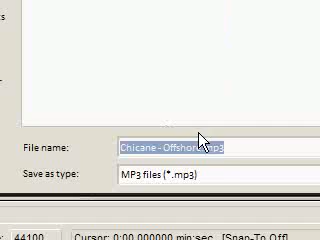 File name:
Chicane - Offshore.mp3
Save as type:
MP3 files (*.mp3)
44100
Cursor: 0:00.000000 min:sec [Snap-To Off]